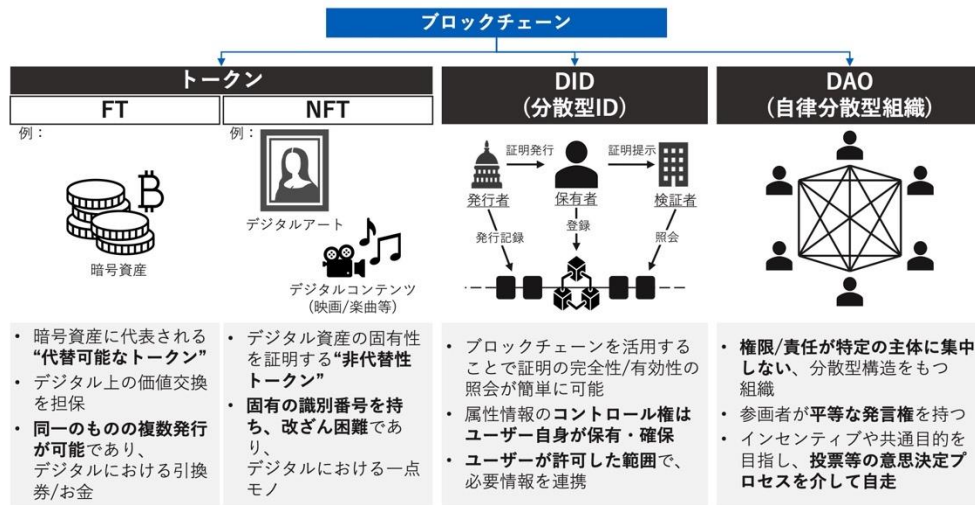 ブロックチェーン
トークン
FT
NFT
例：
暗号資産
例：
デジタルアート
デジタルコンテンツ
(映画/楽曲等)
• 暗号資産に代表される
“代替可能なトークン”
• デジタル上の価値交換
を担保
• 同一のものの複数発行
が可能であり、
デジタルにおける引換
券/お金
• デジタル資産の固有性
を証明する“非代替性
トークン”
• 固有の識別番号を持
ち、改ざん困難であ
り、
デジタルにおける一点
モノ
DID
(分散型ID)
証明発行
証明提示
発行者
保有者
検証者
発行記録
登録
照会
• ブロックチェーンを活用する
ことで証明の完全性/有効性の
照会が簡単に可能
• 属性情報のコントロール権は
ユーザー自身が保有・確保
• ユーザーが許可した範囲で、
必要情報を連携
DAO
(自律分散型組織)
• 権限/責任が特定の主体に集中
しない、分散型構造をもつ
組織
• 参画者が平等な発言権を持つ
• インセンティブや共通目的を
目指し、投票等の意思決定プ
ロセスを介して自走